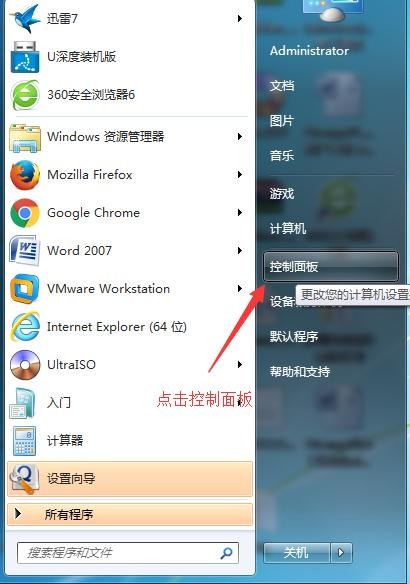 迅雷7
U深度装机版
360安全浏览器6
Windows 资源管理器
Mozilla Firefox
Google Chrome
Word 2007
VMware Workstation
Internet Explorer (64 位)
UltraISO
入门
计算器
设置向导
所有程序
搜索程序和文件
Administrator
文档
图片
音乐
游戏
计算机
控制面板
更改您的计算机设置
默认程序
帮助和支持
关机
点击控制面板